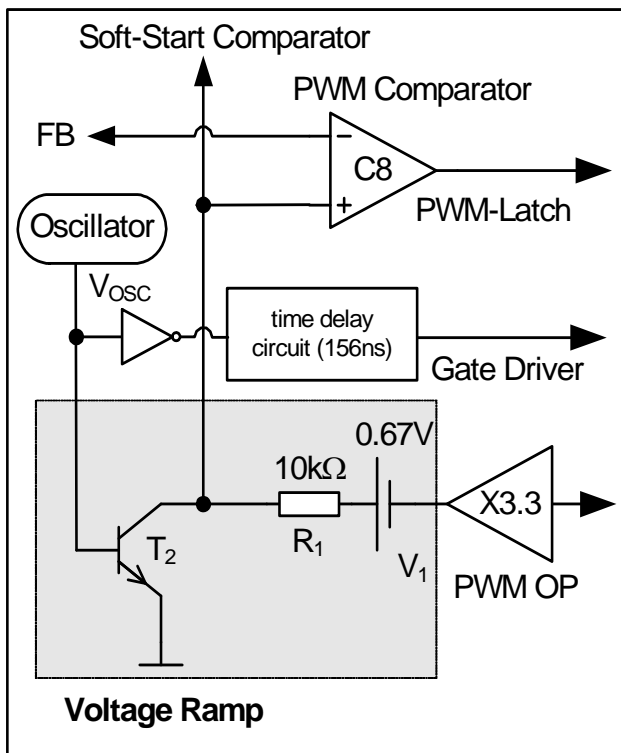 Soft-Start Comparator
PWM Comparator
FB
C8
PWM-Latch
Oscillator
VOSC
time delay
circuit (156ns)
Gate Driver
0.67V
10kΩ
X3.3
T2
R1
V1
PWM OP
Voltage Ramp